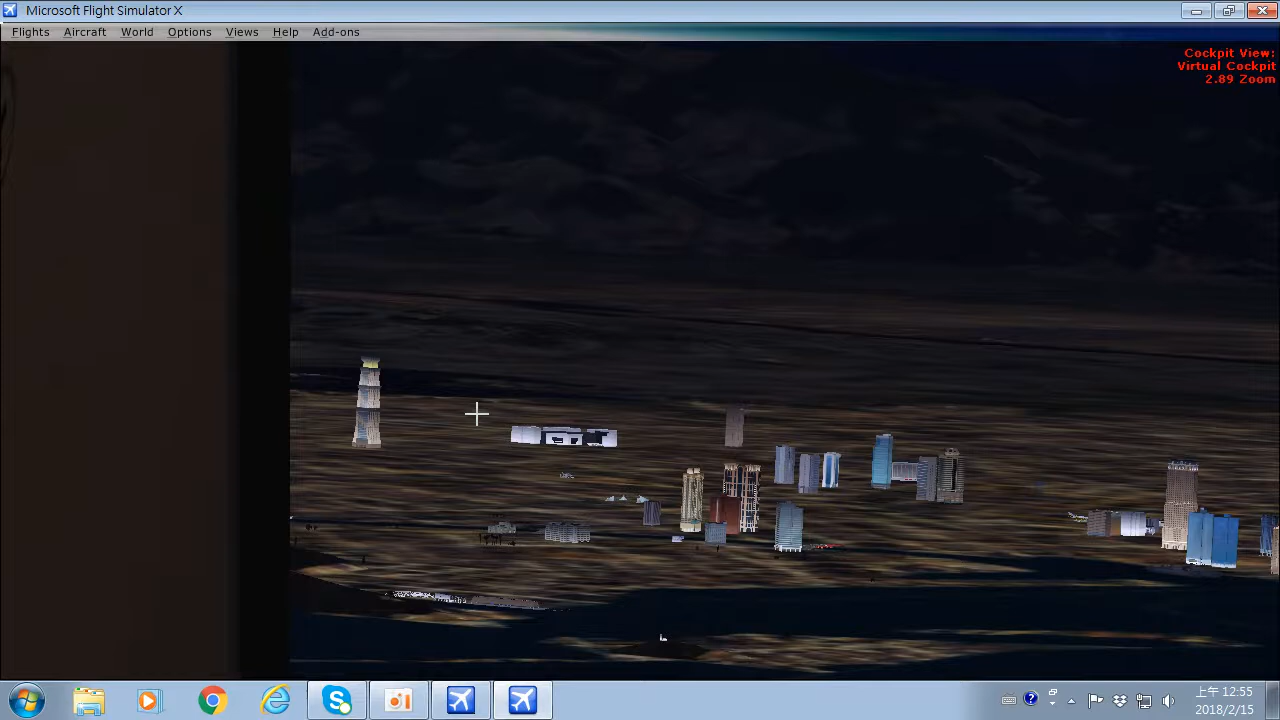 Microsoft Flight Simulator X
Flights Aircraft World Options Views Help Add-ons
Cockpit View:
Virtual Cockpit
2.89 Zoom
上午 12:55
2018/2/15